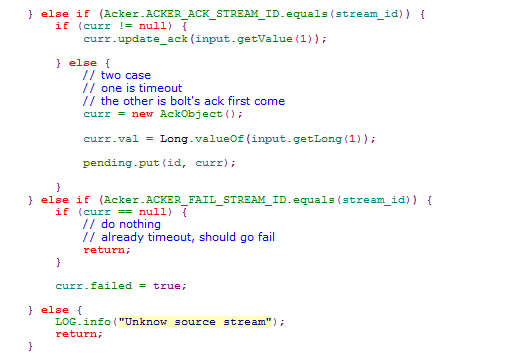 } else if (Acker.ACKER_ACK_STREAM_ID.equals(stream_id)) {
if (curr != null) {
curr.update_ack(input.getValue(1));
} else {
// two case
// one is timeout
// the other is bolt's ack first come
curr = new AckObject();
curr.val = Long.valueOf(input.getLong(1));
pending.put(id, curr);
}
} else if (Acker.ACKER_FAIL_STREAM_ID.equals(stream_id)) {
if (curr == null) {
// do nothing
// already timeout, should go fail
return;
}
curr.failed = true;
} else {
LOG.info("Unknow source stream");
return;
}